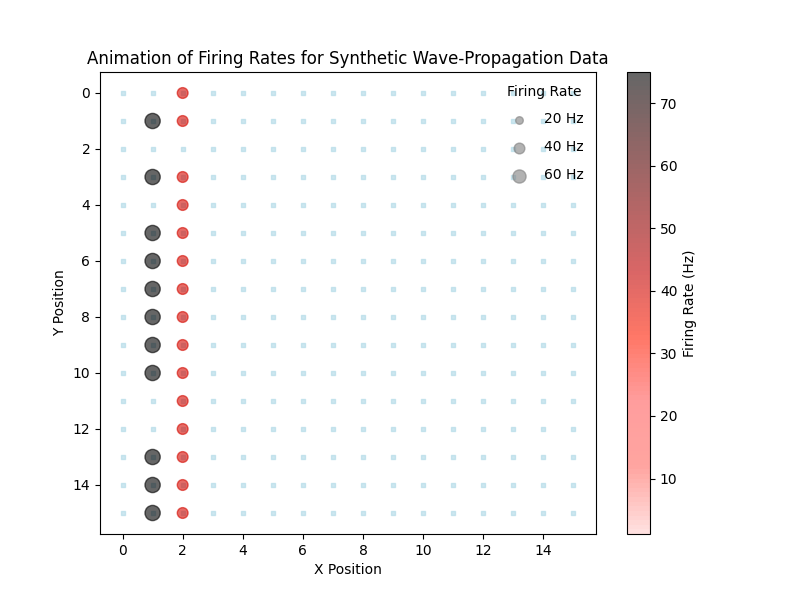 Animation of Firing Rates for Synthetic Wave-Propagation Data
Firing Rate
20 Hz
40 Hz
60 Hz
0
2
4
6
8
10
12
14
Y Position
0 2 4 6 8 10 12 14
X Position
70
60
50
40
30
20
10
Firing Rate (Hz)